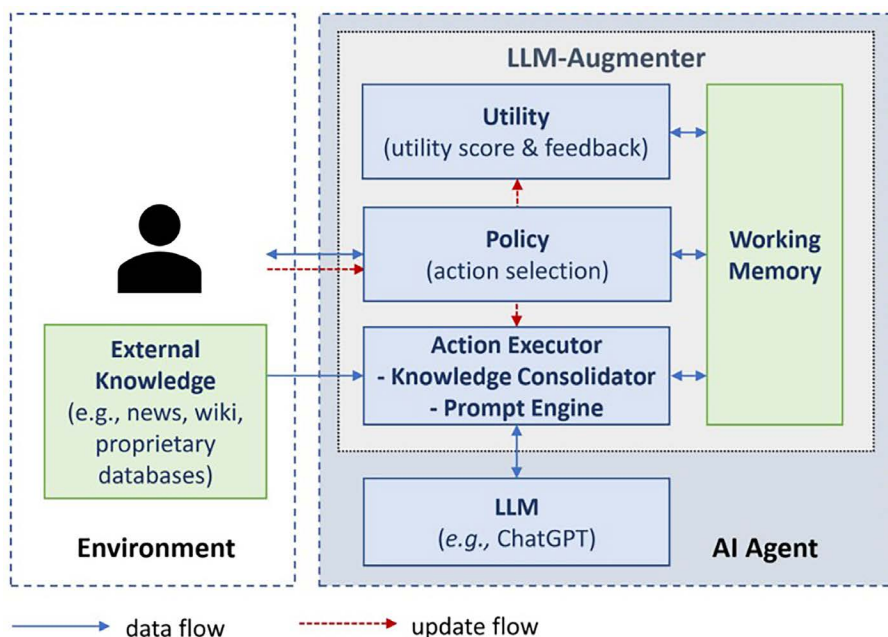 LLM-Augmenter
Utility
(utility score & feedback)
Policy
(action selection)
Working
Memory
External
Knowledge
(e.g., news, wiki,
proprietary
databases)
Action Executor
- Knowledge Consolidator
- Prompt Engine
LLM
(e.g., ChatGPT)
Environment
AI Agent
data flow
update flow